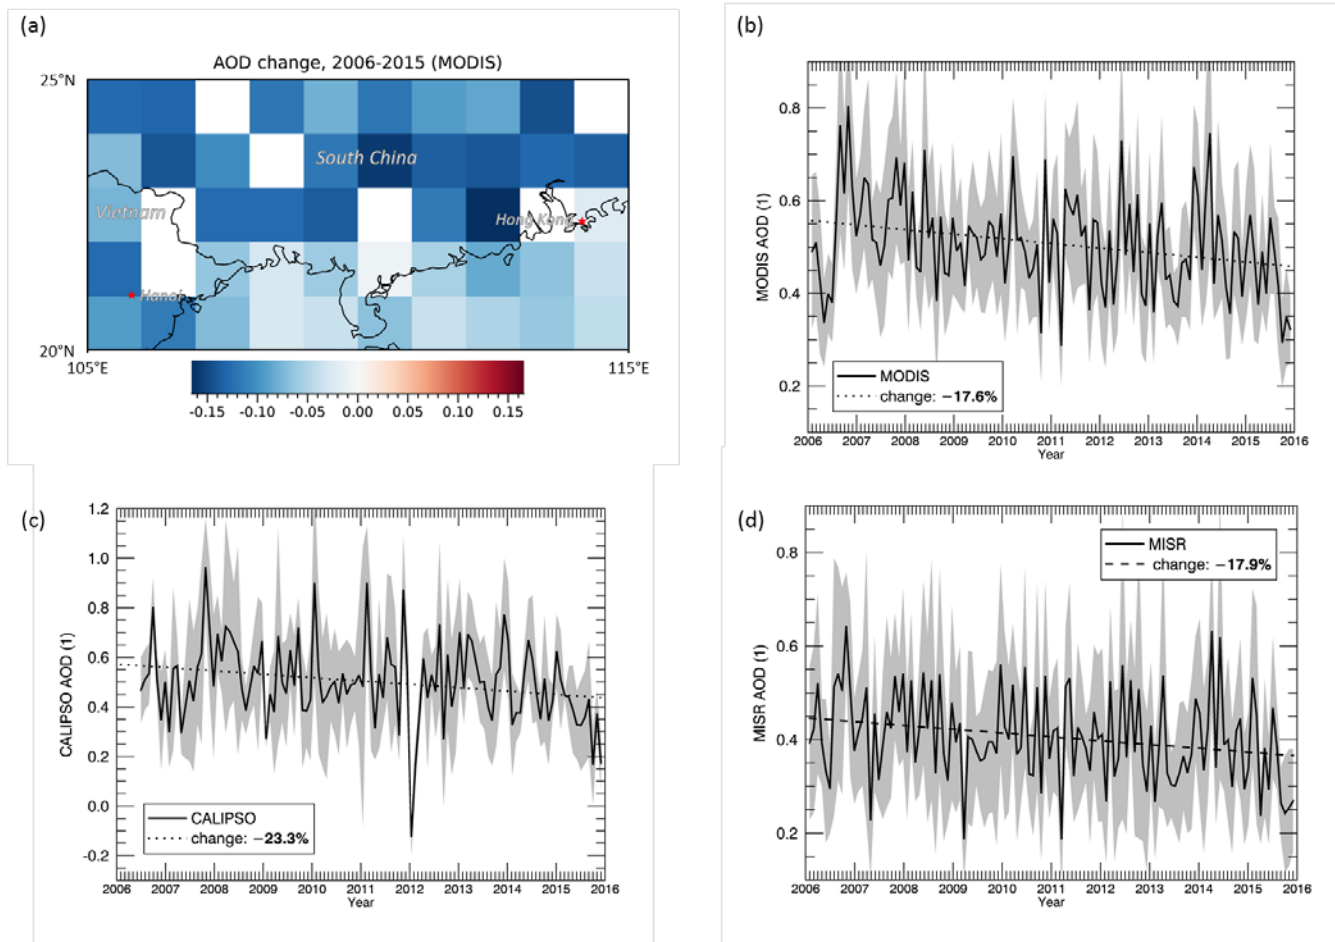 (a)
AOD change, 2006-2015 (MODIS)
25°N
South China
Vietnam
Hong Kong
Hanoi
20°N
105°E
115°E
-0.15 -0.10 -0.05 0.00 0.05 0.10 0.15
(b)
MODIS AOD (1)
0.8
0.6
0.4
0.2
MODIS
change: −17.6%
2006 2007 2008 2009 2010 2011 2012 2013 2014 2015 2016
Year
(c)
CALIPSO AOD (1)
1.2
1.0
0.8
0.6
0.4
0.2
0.0
-0.2
CALIPSO
change: −23.3%
2006 2007 2008 2009 2010 2011 2012 2013 2014 2015 2016
Year
(d)
MISR AOD (1)
0.8
0.6
0.4
0.2
MISR
change: −17.9%
2006 2007 2008 2009 2010 2011 2012 2013 2014 2015 2016
Year